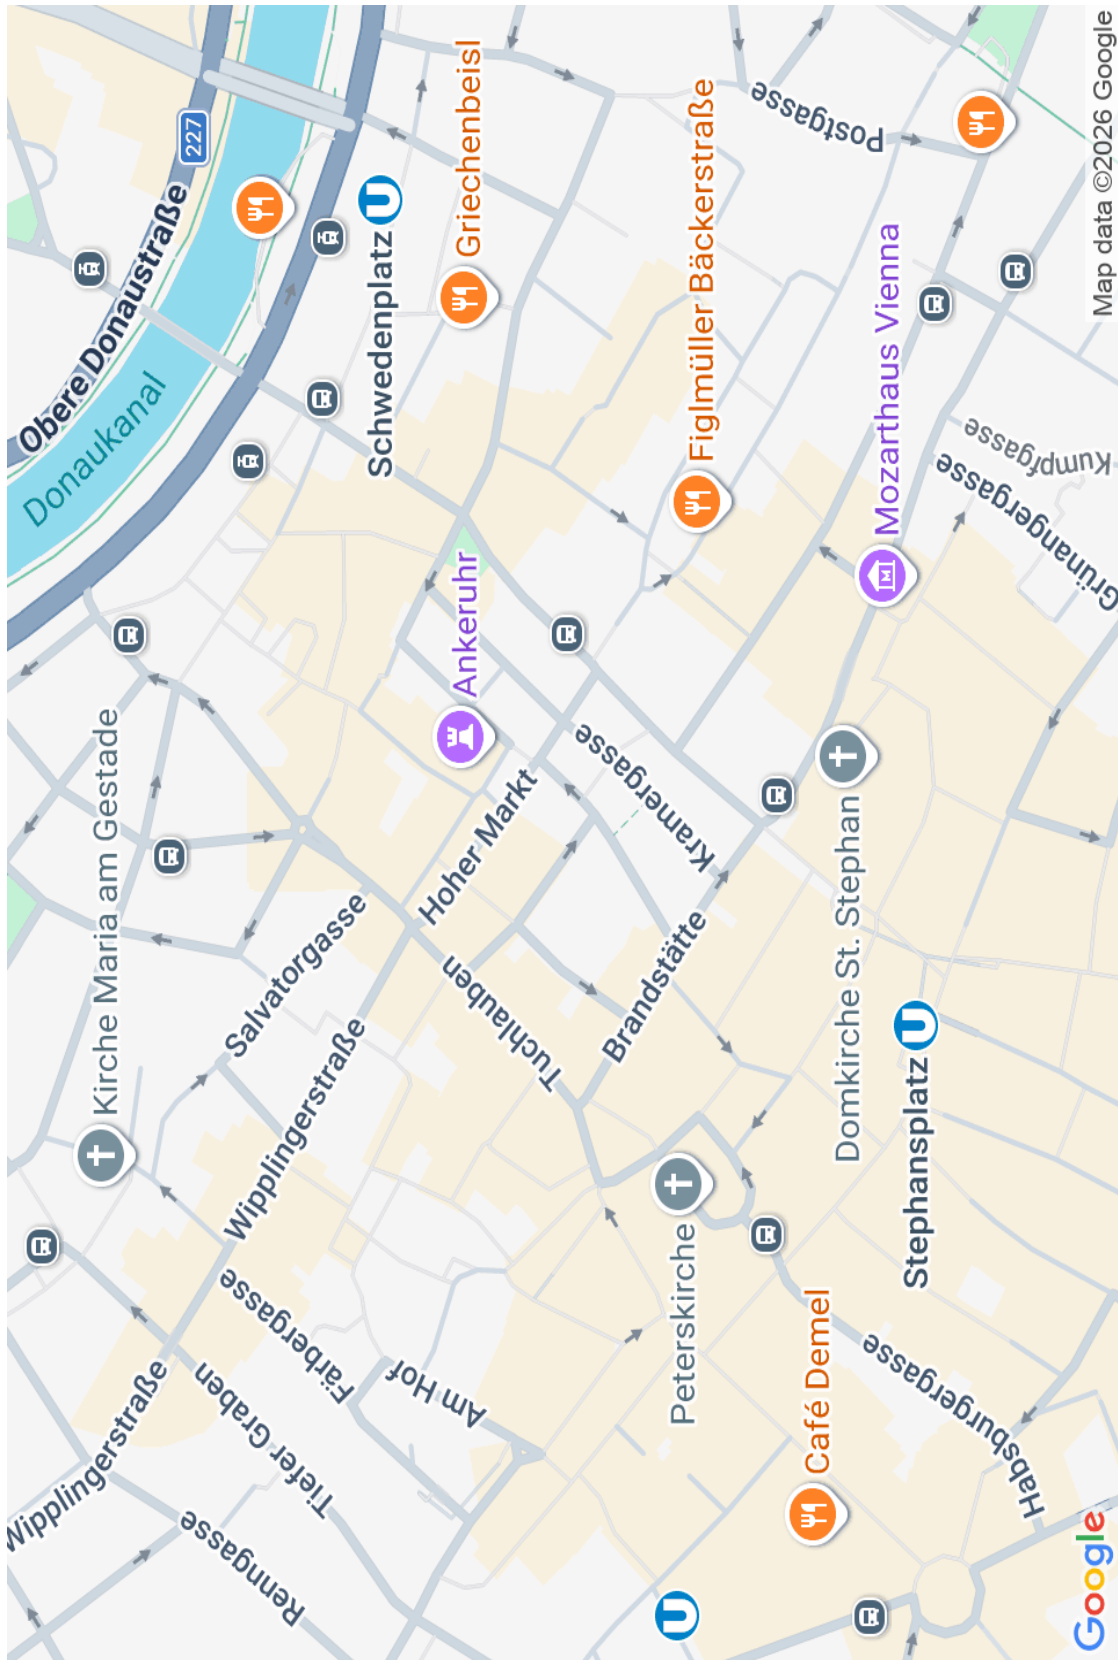 Obere Donaustraße
227
Donaukanal
Schwedenplatz
Griechenbeisl
Figlmüller Bäckerstraße
Postgasse
Mozarthaus Vienna
Kumpfgasse
Grünangergasse
Ankeruhr
Kirche Maria am Gestade
Salvatorgasse
Hoher Markt
Kramergasse
Brandstätte
Tuchlauben
Wipplingerstraße
Wipplingerstraße
Färbergasse
Tiefer Graben
Am Hof
Renngasse
Peterskirche
Domkirche St. Stephan
Stephansplatz
Café Demel
Habsburgergasse
Google
Map data ©2026 Google